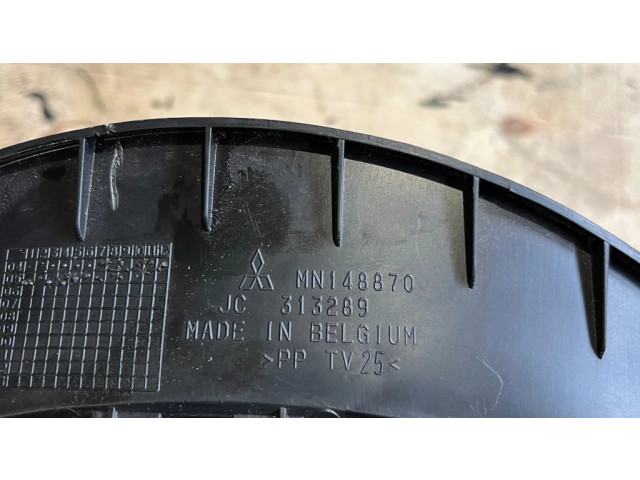 MN148870
JC 313289
MADE IN BELGIUM
>PP TV25<